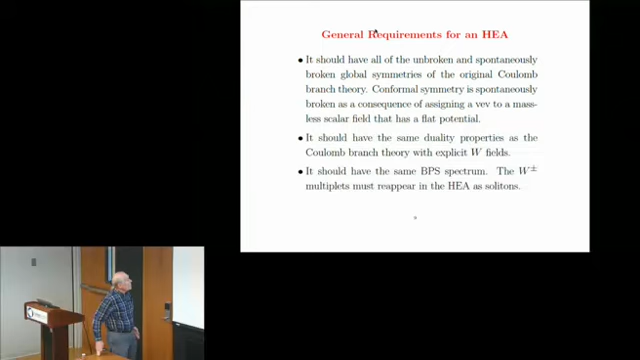 General Requirements for an HEA
• It should have all of the unbroken and spontaneously
broken global symmetries of the original Coulomb
branch theory. Conformal symmetry is spontaneously
broken as a consequence of assigning a vev to a mass-
less scalar field that has a flat potential.
• It should have the same duality properties as the
Coulomb branch theory with explicit W fields.
• It should have the same BPS spectrum. The W±
multiplets must reappear in the HEA as solitons.